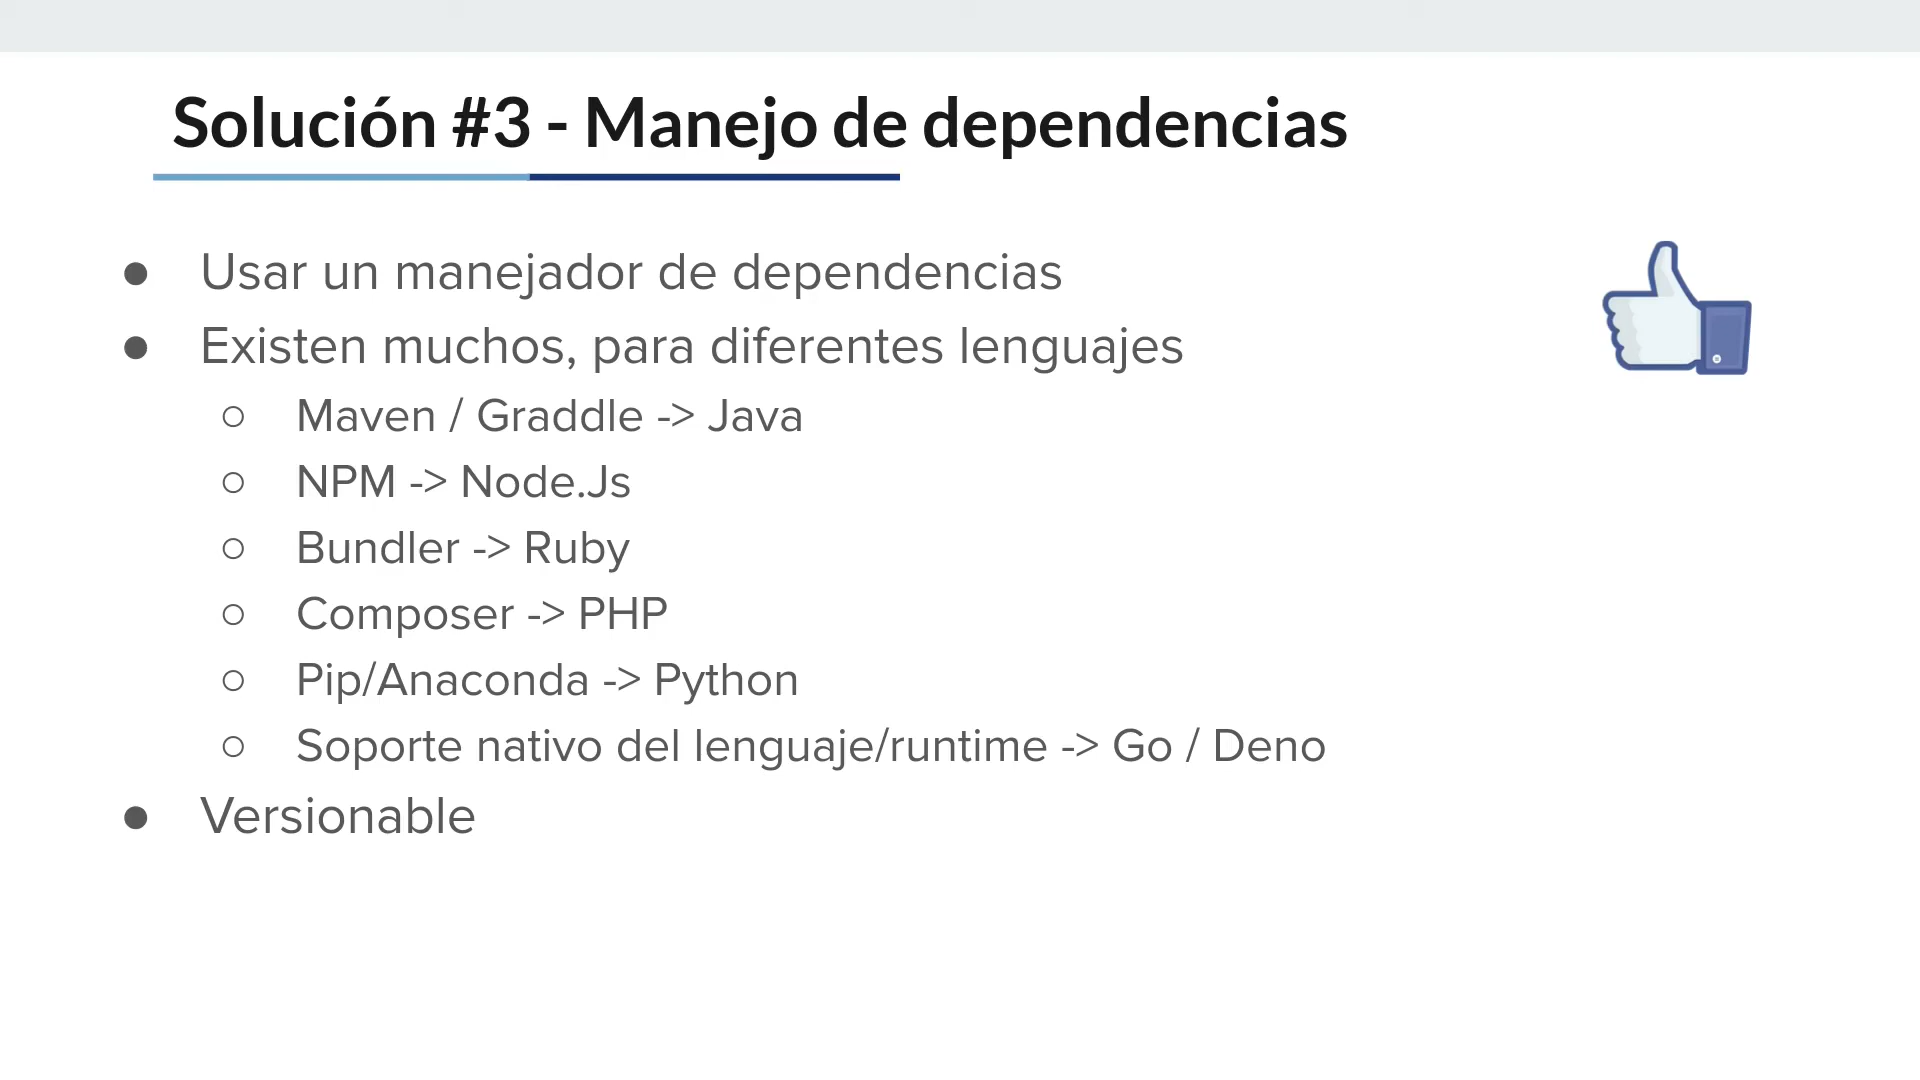 Solución #3 - Manejo de dependencias
● Usar un manejador de dependencias
● Existen muchos, para diferentes lenguajes
○ Maven / Graddle -> Java
○ NPM -> Node.Js
○ Bundler -> Ruby
○ Composer -> PHP
○ Pip/Anaconda -> Python
○ Soporte nativo del lenguaje/runtime -> Go / Deno
● Versionable